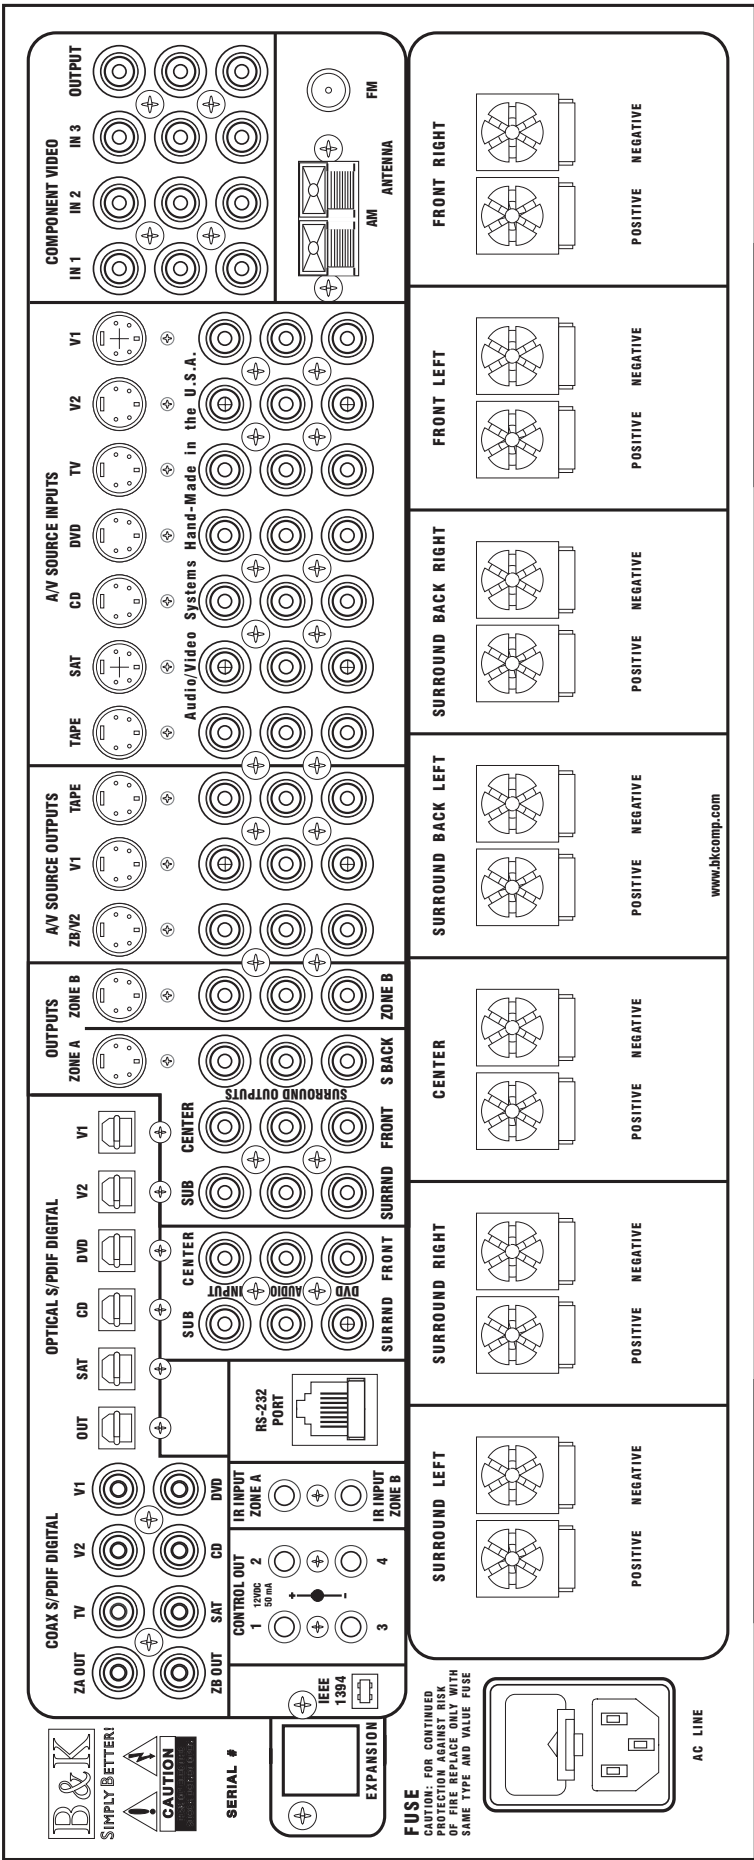 B&K
SIMPLY BETTER!
CAUTION
SERIAL #
COAX S/PDIF DIGITAL
ZA OUT
TV
V2
V1
ZB OUT
SAT
CD
DVD
OPTICAL S/PDIF DIGITAL
OUT
SAT
CD
DVD
V2
V1
OUTPUTS
ZONE A
ZONE B
A/V SOURCE OUTPUTS
ZB/V2
V1
TAPE
A/V SOURCE INPUTS
TAPE
SAT
CD
DVD
TV
V2
V1
Audio/Video Systems Hand-Made in the U.S.A.
COMPONENT VIDEO
IN 1
IN 2
IN 3
OUTPUT
FM
AM
ANTENNA
EXPANSION
IEEE
1394
CONTROL OUT
1
12VDC
50 mA
2
+
-
3
4
IR INPUT
ZONE A
IR INPUT
ZONE B
RS-232
PORT
SUB
CENTER
DVD
AUDIO
INPUT
SURRND
FRONT
SUB
CENTER
SURROUND OUTPUTS
SURRND
FRONT
S BACK
ZONE B
FUSE
CAUTION: FOR CONTINUED
PROTECTION AGAINST RISK
OF FIRE REPLACE ONLY WITH
SAME TYPE AND VALUE FUSE
AC LINE
SURROUND LEFT
POSITIVE
NEGATIVE
SURROUND RIGHT
POSITIVE
NEGATIVE
CENTER
POSITIVE
NEGATIVE
SURROUND BACK LEFT
POSITIVE
NEGATIVE
www.bkcomp.com
SURROUND BACK RIGHT
POSITIVE
NEGATIVE
FRONT LEFT
POSITIVE
NEGATIVE
FRONT RIGHT
POSITIVE
NEGATIVE